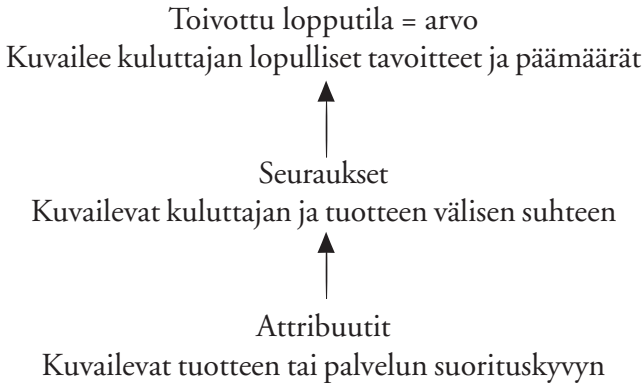 Toivottu lopputila = arvo
Kuvailee kuluttajan lopulliset tavoitteet ja päämäärät
Seuraukset
Kuvailevat kuluttajan ja tuotteen välisen suhteen
Attribuutit
Kuvailevat tuotteen tai palvelun suorituskyvyn